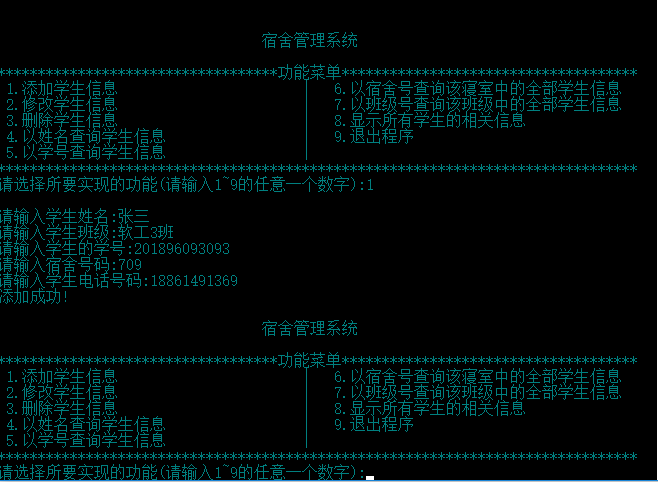 宿舍管理系统
***********************************功能菜单*************************************
1.添加学生信息 | 6.以宿舍号查询该寝室中的全部学生信息
2.修改学生信息 | 7.以班级号查询该班级中的全部学生信息
3.删除学生信息 | 8.显示所有学生的相关信息
4.以姓名查询学生信息 | 9.退出程序
5.以学号查询学生信息 |
********************************************************************************
请选择所要实现的功能(请输入1~9的任意一个数字):1
请输入学生姓名:张三
请输入学生班级:软工3班
请输入学生的学号:201896093093
请输入宿舍号码:709
请输入学生电话号码:18861491369
添加成功!
宿舍管理系统
***********************************功能菜单*************************************
1.添加学生信息 | 6.以宿舍号查询该寝室中的全部学生信息
2.修改学生信息 | 7.以班级号查询该班级中的全部学生信息
3.删除学生信息 | 8.显示所有学生的相关信息
4.以姓名查询学生信息 | 9.退出程序
5.以学号查询学生信息 |
********************************************************************************
请选择所要实现的功能(请输入1~9的任意一个数字):